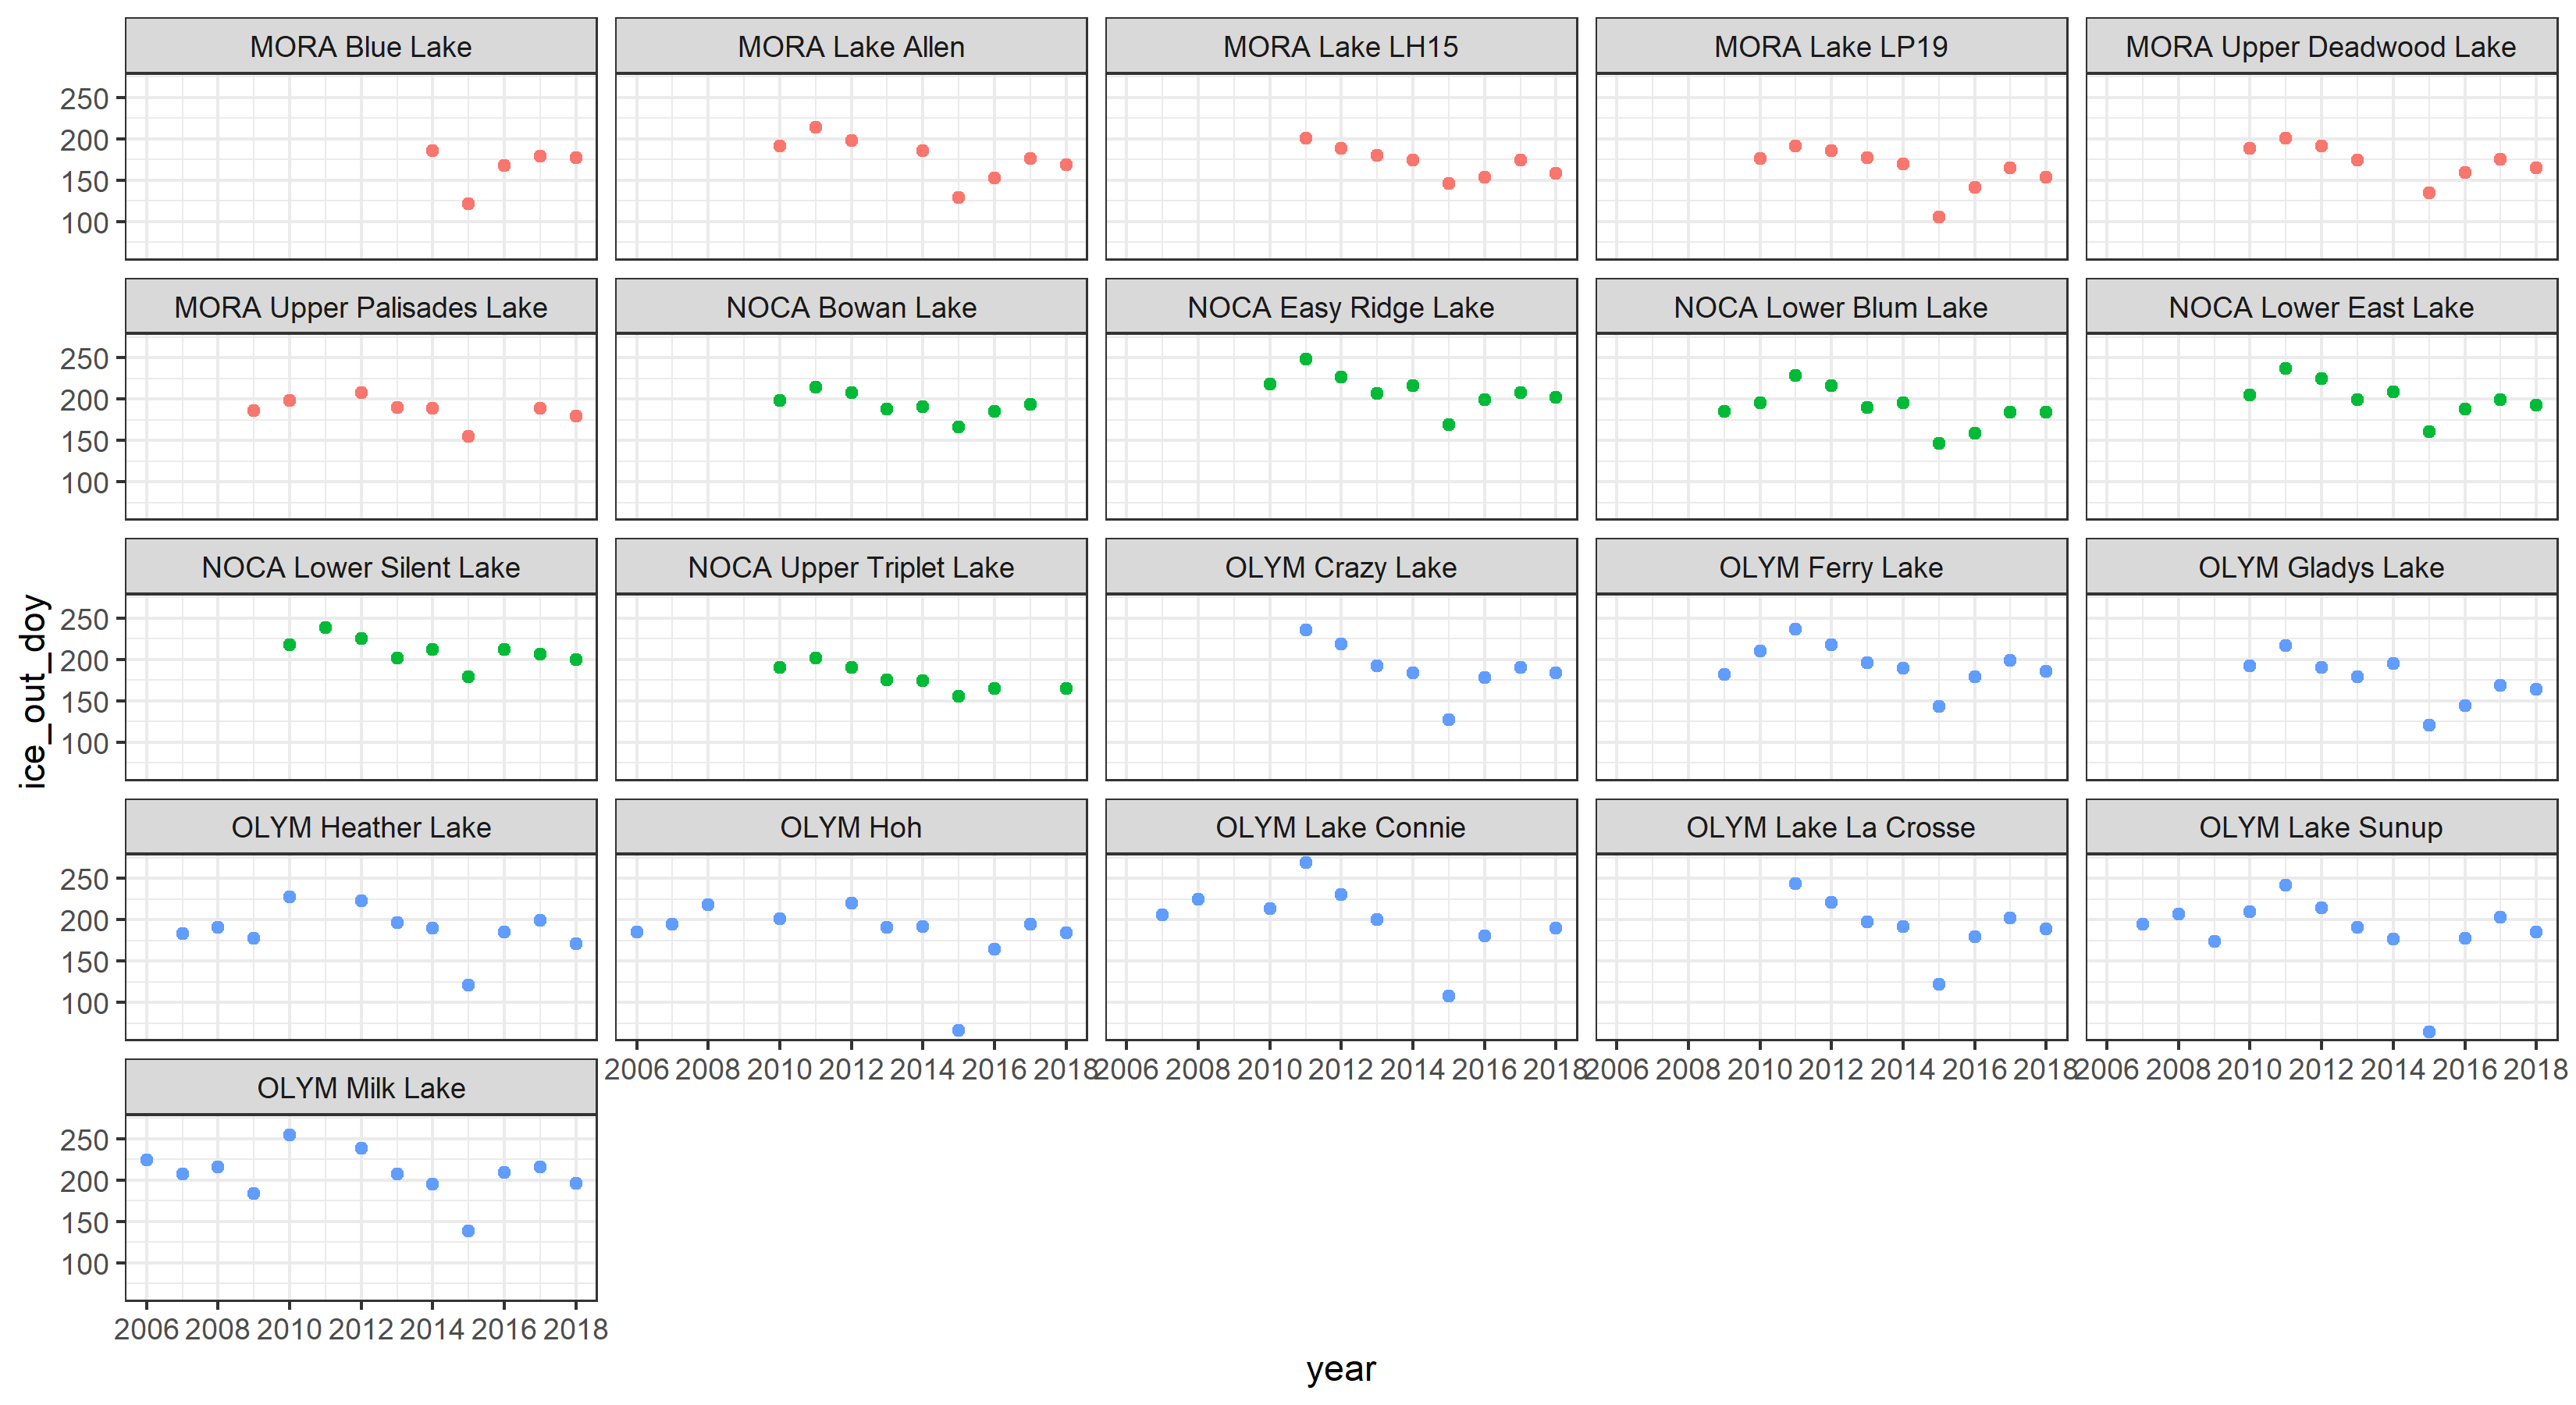 MORA Blue Lake MORA Lake Allen MORA Lake LH15 MORA Lake LP19 MORA Upper Deadwood Lake
250
200
150
100
MORA Upper Palisades Lake NOCA Bowan Lake NOCA Easy Ridge Lake NOCA Lower Blum Lake NOCA Lower East Lake
250
200
150
100
NOCA Lower Silent Lake NOCA Upper Triplet Lake OLYM Crazy Lake OLYM Ferry Lake OLYM Gladys Lake
250
200
150
100
ice_out_doy
OLYM Heather Lake OLYM Hoh OLYM Lake Connie OLYM Lake La Crosse OLYM Lake Sunup
250
200
150
100
2006 2008 2010 2012 2014 2016 2018 2006 2008 2010 2012 2014 2016 2018 2006 2008 2010 2012 2014 2016 2018 2006 2008 2010 2012 2014 2016 2018
OLYM Milk Lake
250
200
150
100
2006 2008 2010 2012 2014 2016 2018
year